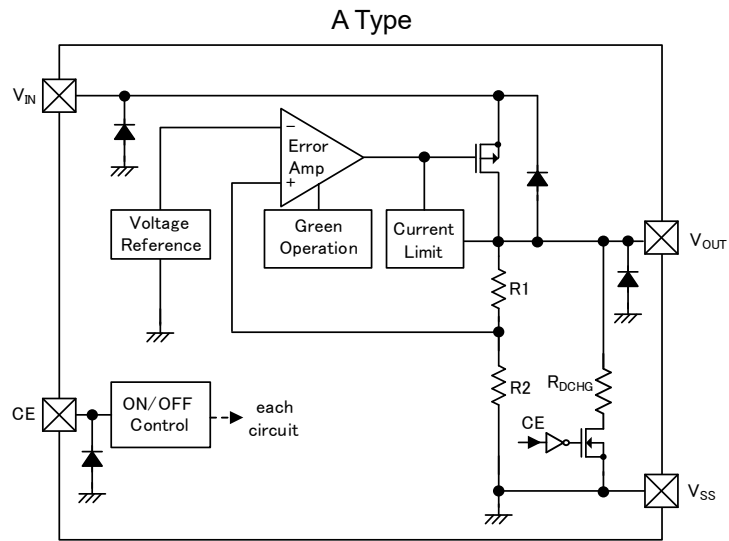 A Type
VIN
−
Error
Amp
+
Voltage
Reference
Green
Operation
Current
Limit
VOUT
R1
R2
RDCHG
CE
CE
ON/OFF
Control
each
circuit
VSS